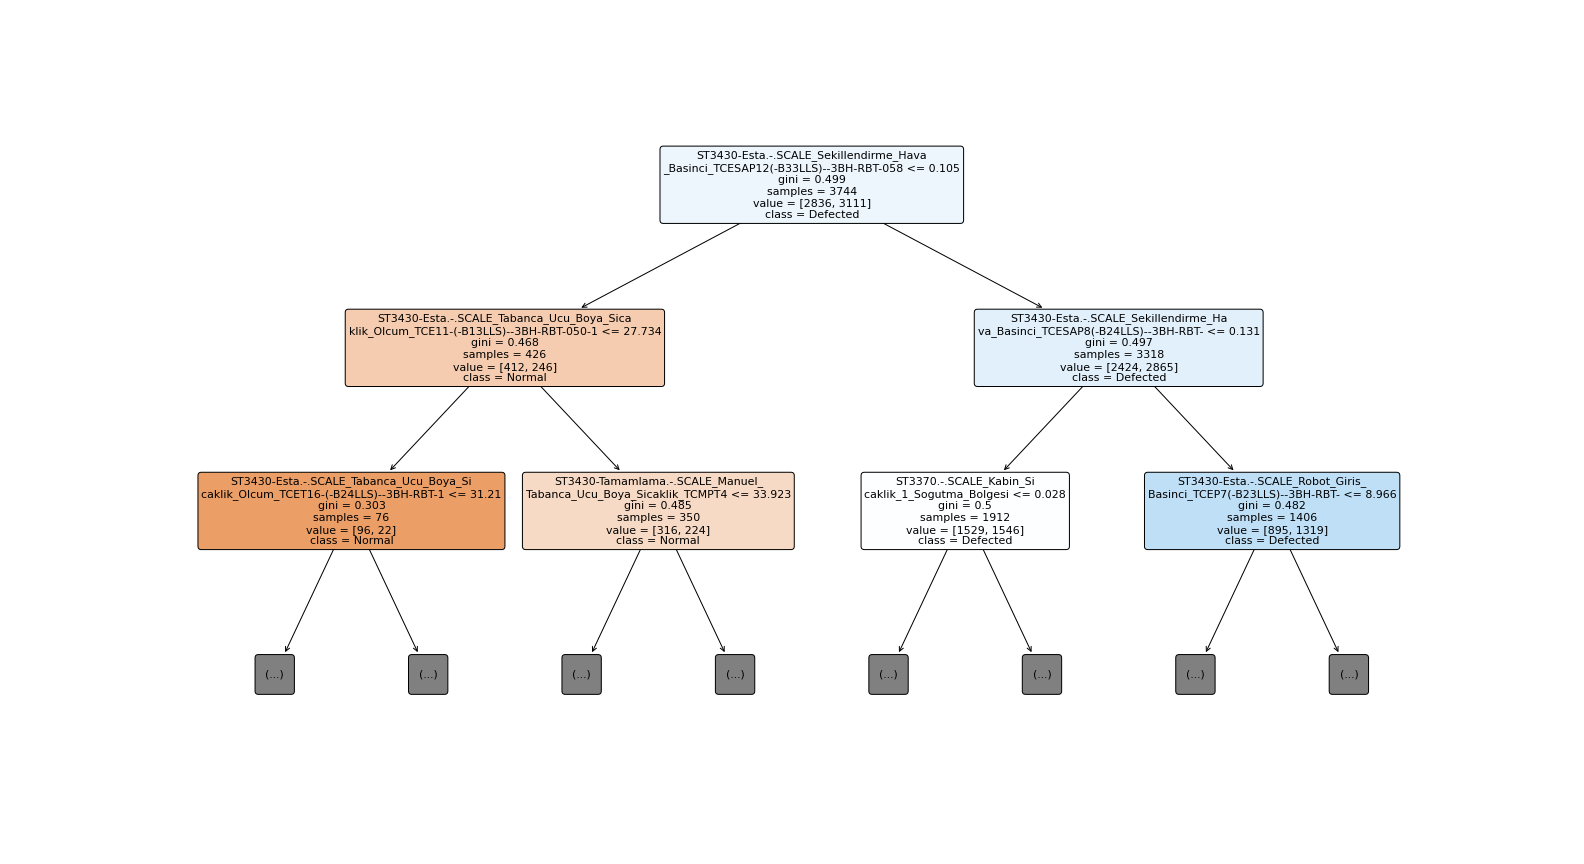 ST3430-Esta.-.SCALE_Sekillendirme_Hava
_Basinci_TCESAP12(-B33LLS)--3BH-RBT-058 <= 0.105
gini = 0.499
samples = 3744
value = [2836, 3111]
class = Defected
ST3430-Esta.-.SCALE_Tabanca_Ucu_Boya_Sica
klik_Olcum_TCE11-(-B13LLS)--3BH-RBT-050-1 <= 27.734
gini = 0.468
samples = 426
value = [412, 246]
class = Normal
ST3430-Esta.-.SCALE_Sekillendirme_Ha
va_Basinci_TCESAP8(-B24LLS)--3BH-RBT- <= 0.131
gini = 0.497
samples = 3318
value = [2424, 2865]
class = Defected
ST3430-Esta.-.SCALE_Tabanca_Ucu_Boya_Si
caklik_Olcum_TCET16-(-B24LLS)--3BH-RBT-1 <= 31.21
gini = 0.303
samples = 76
value = [96, 22]
class = Normal
ST3430-Tamamlama.-.SCALE_Manuel_
Tabanca_Ucu_Boya_Sicaklik_TCMPT4 <= 33.923
gini = 0.485
samples = 350
value = [316, 224]
class = Normal
ST3370.-.SCALE_Kabin_Si
caklik_1_Sogutma_Bolgesi <= 0.028
gini = 0.5
samples = 1912
value = [1529, 1546]
class = Defected
ST3430-Esta.-.SCALE_Robot_Giris_
Basinci_TCEP7(-B23LLS)--3BH-RBT- <= 8.966
gini = 0.482
samples = 1406
value = [895, 1319]
class = Defected
(...)
(...)
(...)
(...)
(...)
(...)
(...)
(...)